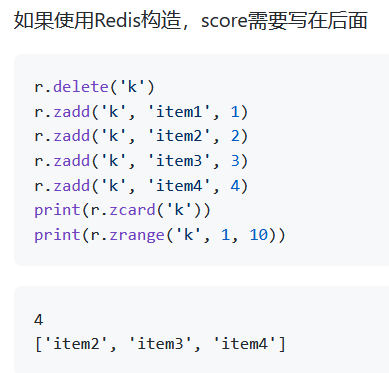 如果使用Redis构造，score需要写在后面
r.delete('k')
r.zadd('k', 'item1', 1)
r.zadd('k', 'item2', 2)
r.zadd('k', 'item3', 3)
r.zadd('k', 'item4', 4)
print(r.zcard('k'))
print(r.zrange('k', 1, 10))
4
['item2', 'item3', 'item4']